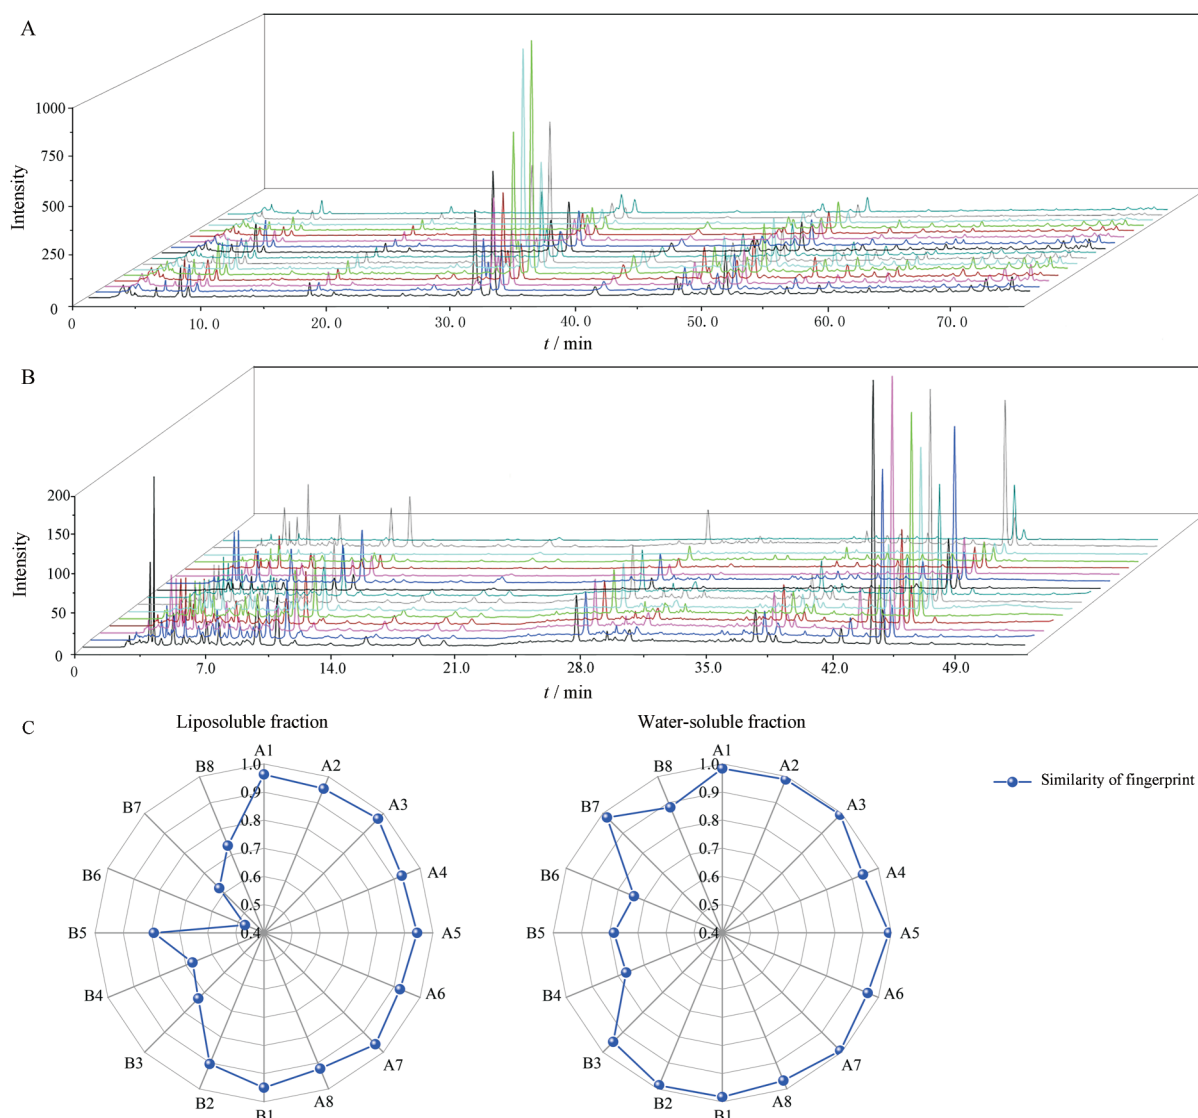 A
1000
750
500
250
0
Intensity
0
10. 0
20. 0
30. 0
40. 0
50. 0
60. 0
70. 0
t / min
B
200
150
100
50
0
Intensity
0
7.0
14.0
21.0
28.0
35.0
42.0
49.0
t / min
C
Liposoluble fraction
A1
A2
A3
A4
A5
A6
A7
A8
B1
B2
B3
B4
B5
B6
B7
B8
1.0
0.9
0.8
0.7
0.6
0.5
0.4
Water-soluble fraction
A1
A2
A3
A4
A5
A6
A7
A8
B1
B2
B3
B4
B5
B6
B7
B8
1.0
0.9
0.8
0.7
0.6
0.5
0.4
Similarity of fingerprint